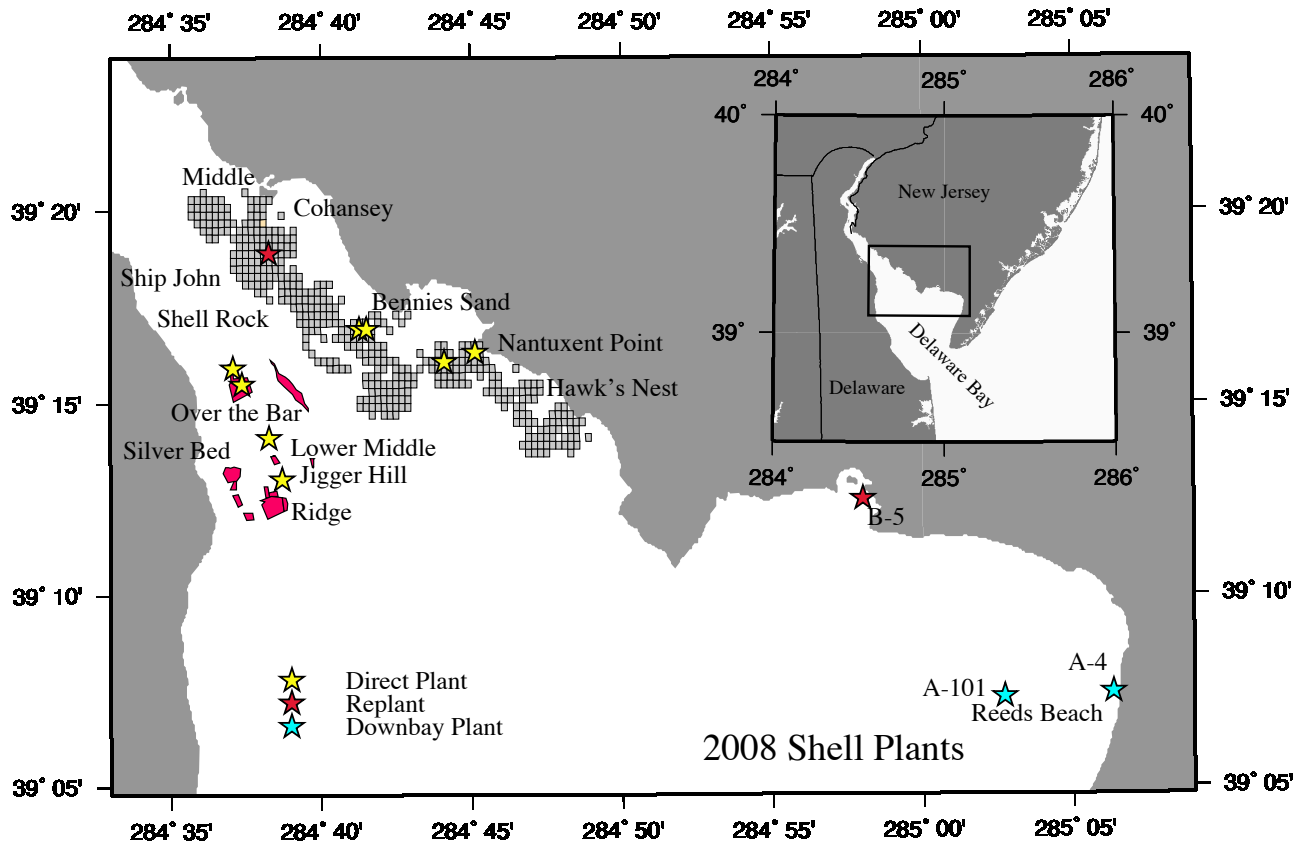 284° 35' 284° 40' 284° 45' 284° 50' 284° 55' 285° 00' 285° 05'
284° 285° 286°
40° 40°
Middle
New Jersey
39° 20' Cohansey 39° 20'
Ship John
Bennies Sand
Shell Rock
39° 39°
Nantuxent Point
Delaware Bay
Hawk's Nest
Delaware
39° 15' 39° 15'
Over the Bar
Silver Bed Lower Middle
Jigger Hill
284° 285° 286°
Ridge
B-5
39° 10' 39° 10'
A-4
Direct Plant
A-101
Replant
Reeds Beach
Downbay Plant
2008 Shell Plants
39° 05' 39° 05'
284° 35' 284° 40' 284° 45' 284° 50' 284° 55' 285° 00' 285° 05'